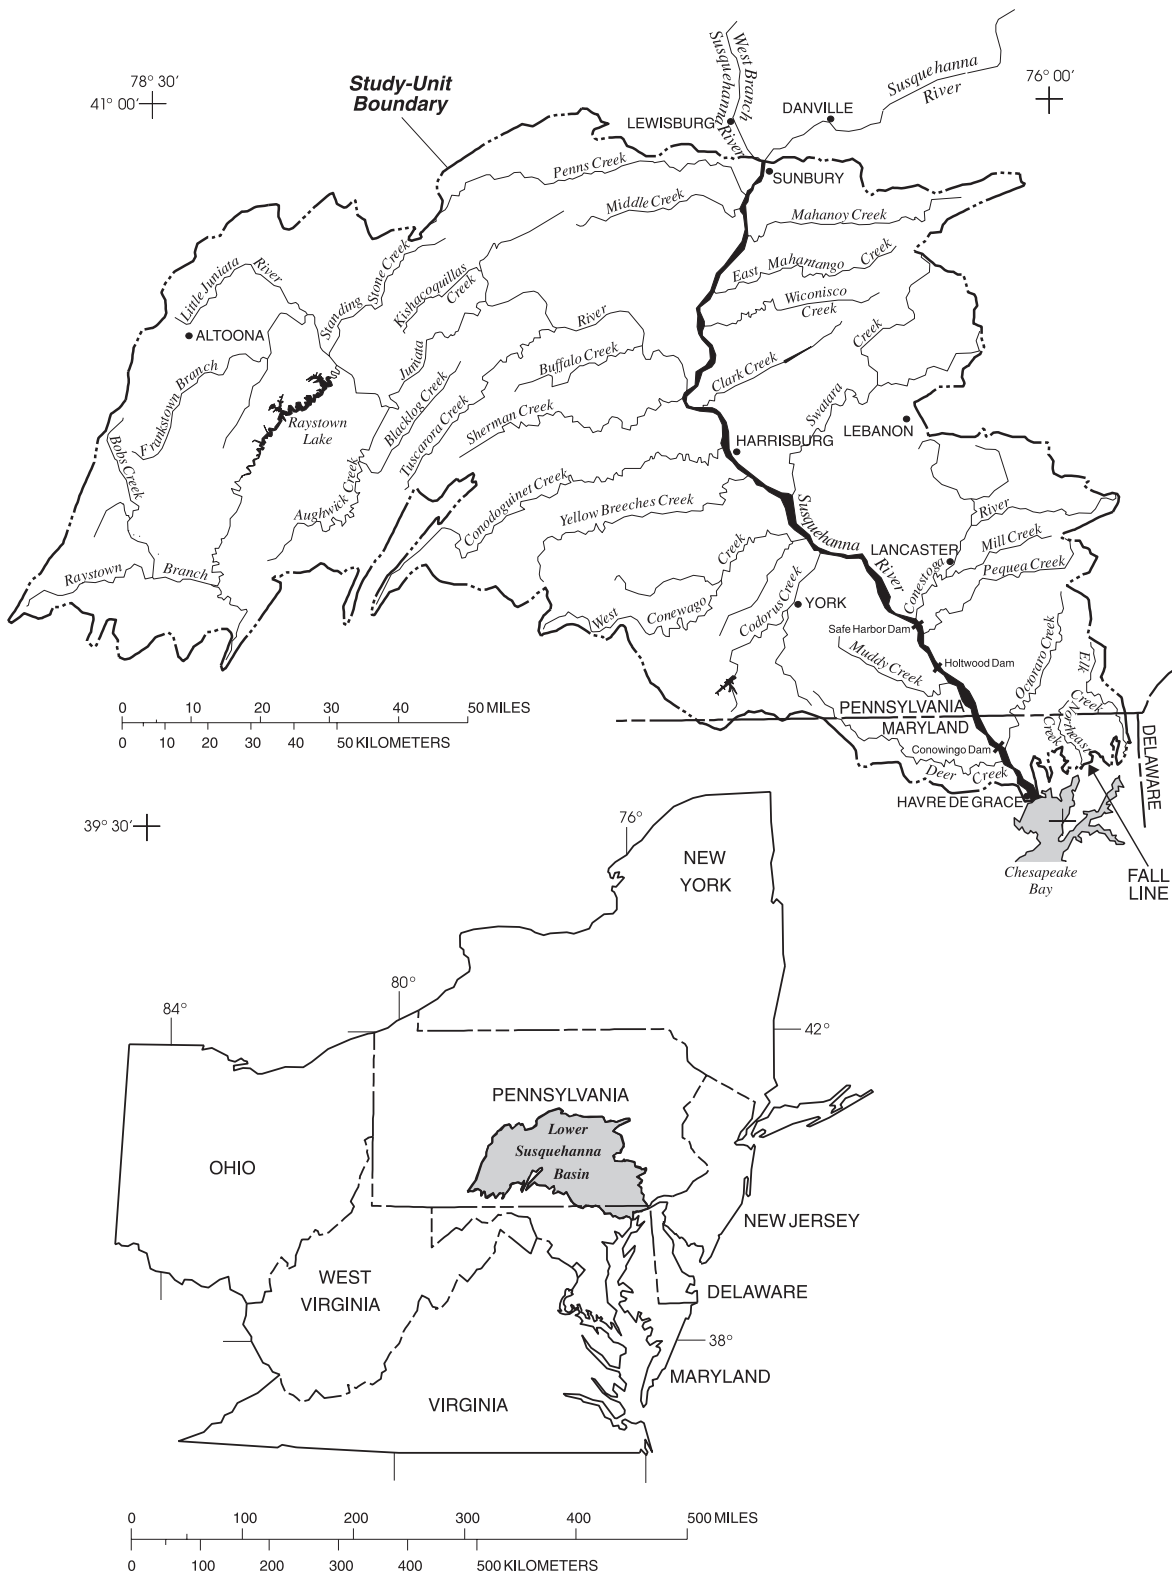 78° 30′
41° 00′
Study-Unit
Boundary
West Branch
Susquehanna River
Susquehanna
River
76° 00′
LEWISBURG
DANVILLE
SUNBURY
Penns Creek
Middle Creek
Mahanoy Creek
East Mahantango Creek
Wiconisco
Creek
Little Juniata River
Standing
Stone Creek
Kishacoquillas
Creek
ALTOONA
Juniata River
Buffalo Creek
Clark Creek
Swatara Creek
Frankstown Branch
Raystown
Lake
Blacklog Creek
Tuscarora Creek
Sherman Creek
HARRISBURG
LEBANON
Bobs Creek
Aughwick Creek
Conodoguinet Creek
Yellow Breeches Creek
Susquehanna River
LANCASTER
Conestoga River
Mill Creek
Pequea Creek
Raystown Branch
West Conewago Creek
Codorus Creek
YORK
Safe Harbor Dam
Holtwood Dam
Muddy Creek
Octoraro Creek
Elk
Creek
Northeast
Creek
PENNSYLVANIA
MARYLAND
DELAWARE
Conowingo Dam
Deer Creek
HAVRE DE GRACE
0 10 20 30 40 50 MILES
0 10 20 30 40 50 KILOMETERS
39° 30′
Chesapeake
Bay
FALL
LINE
76°
NEW
YORK
80°
84°
42°
PENNSYLVANIA
Lower
Susquehanna
Basin
OHIO
NEW JERSEY
WEST
VIRGINIA
DELAWARE
38°
MARYLAND
VIRGINIA
0 100 200 300 400 500 MILES
0 100 200 300 400 500 KILOMETERS